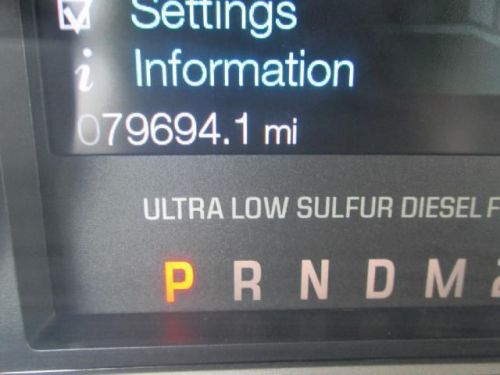 Settings
i Information
079694.1 mi
ULTRA LOW SULFUR DIESEL F
P R N D M